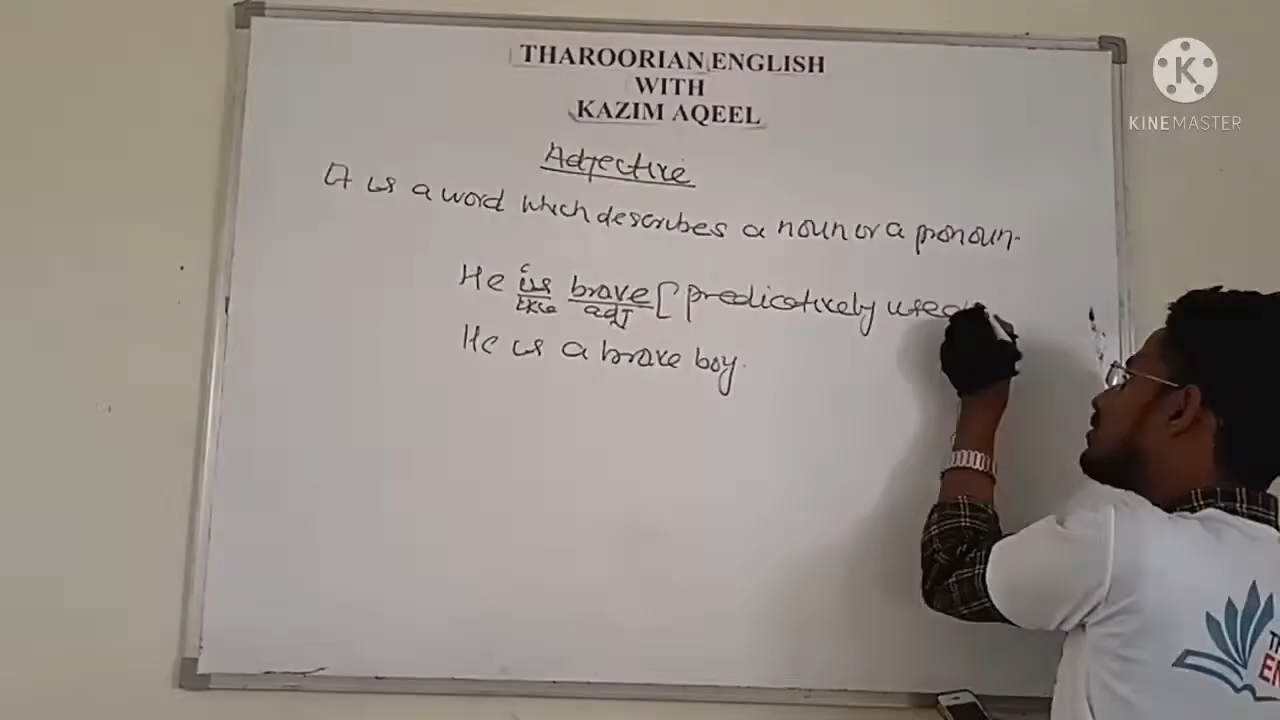 THAROORIAN ENGLISH
WITH
KAZIM AQEEL
KINEMASTER
Adjective
It is a word which describes a noun or a pronoun.
He is brave [ predicatively used
adj
He is a brave boy.